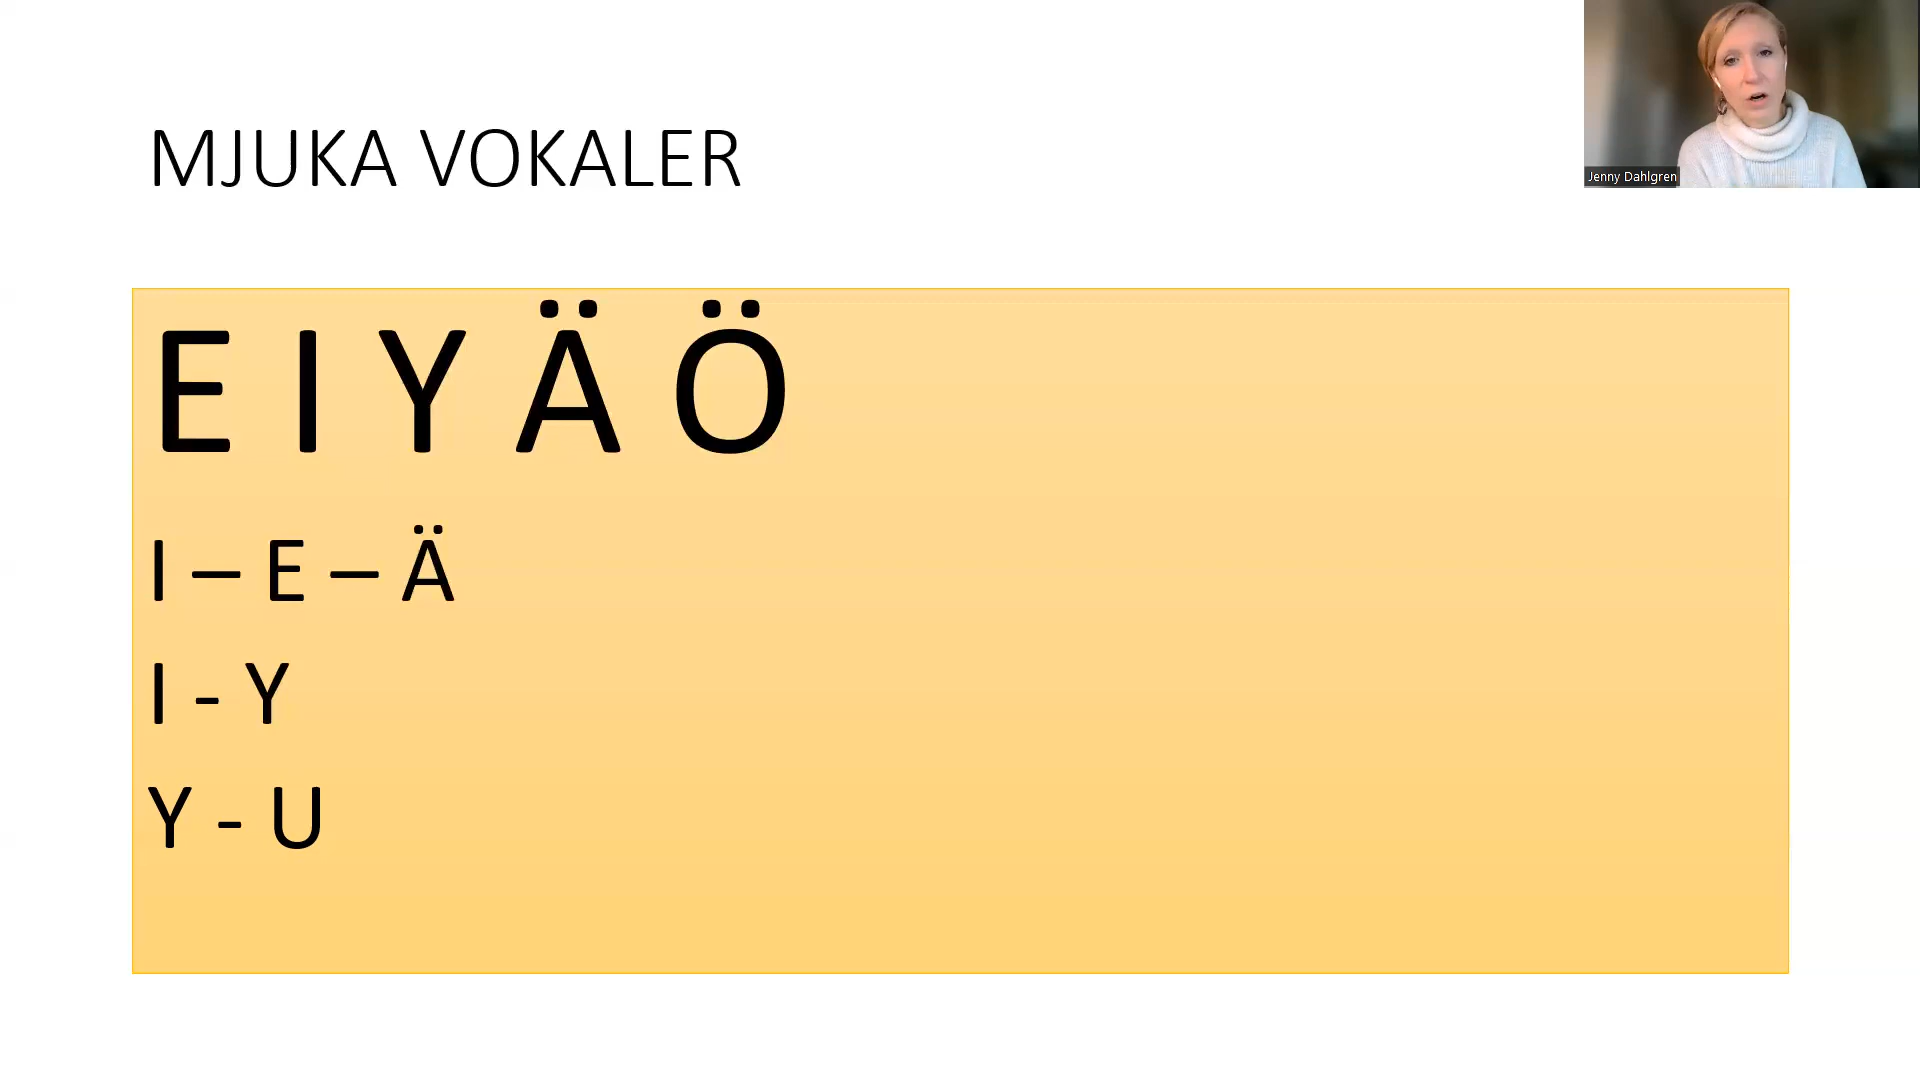 MJUKA VOKALER
Jenny Dahlgren
E I Y Ä Ö
I – E – Ä
I - Y
Y - U